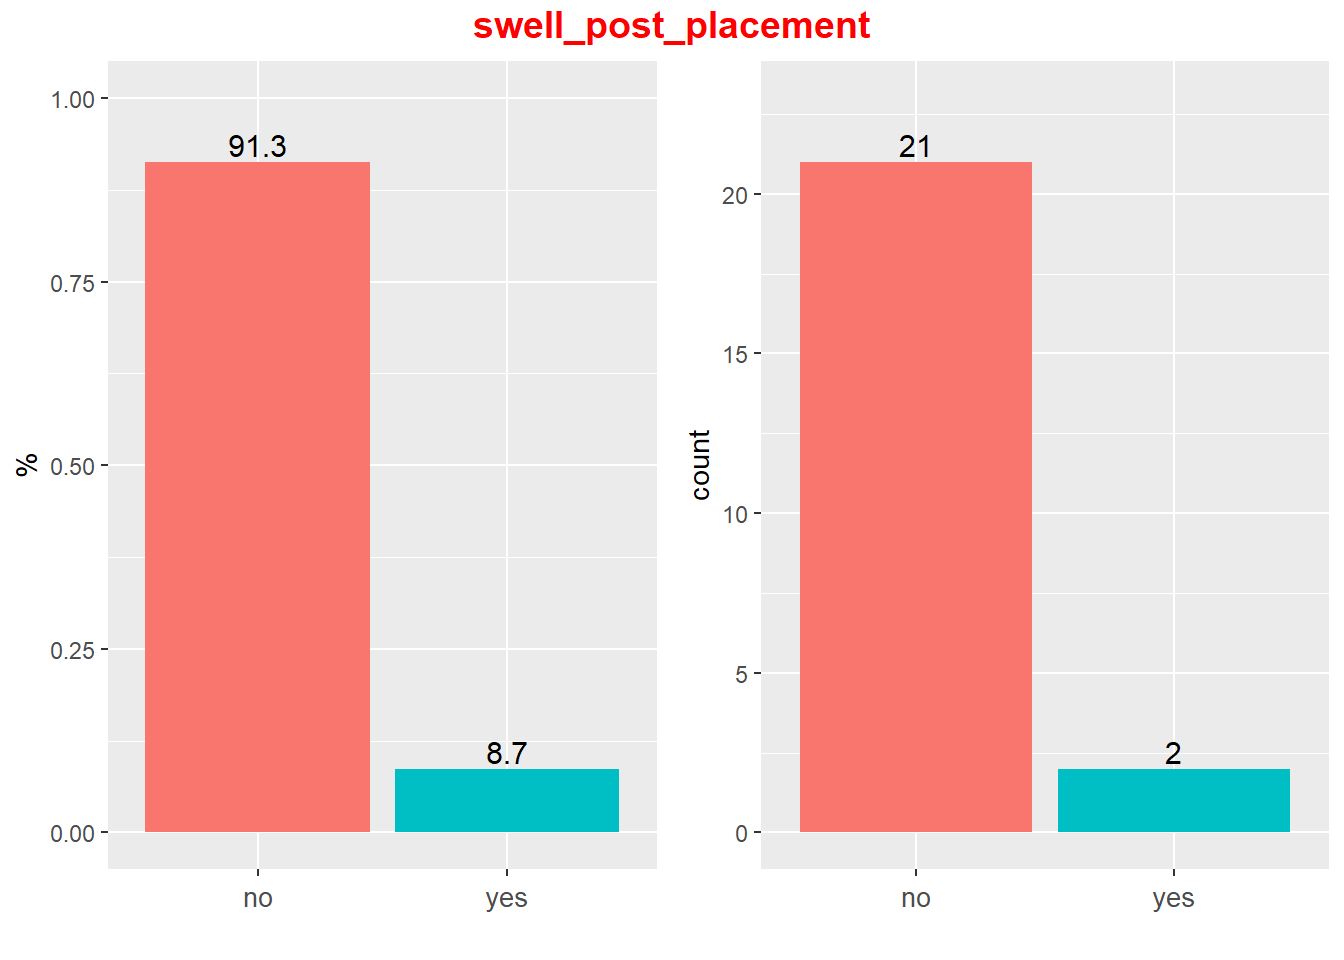 swell_post_placement
%
1.00
0.75
0.50
0.25
0.00
91.3
8.7
no
yes
count
20
15
10
5
0
21
2
no
yes